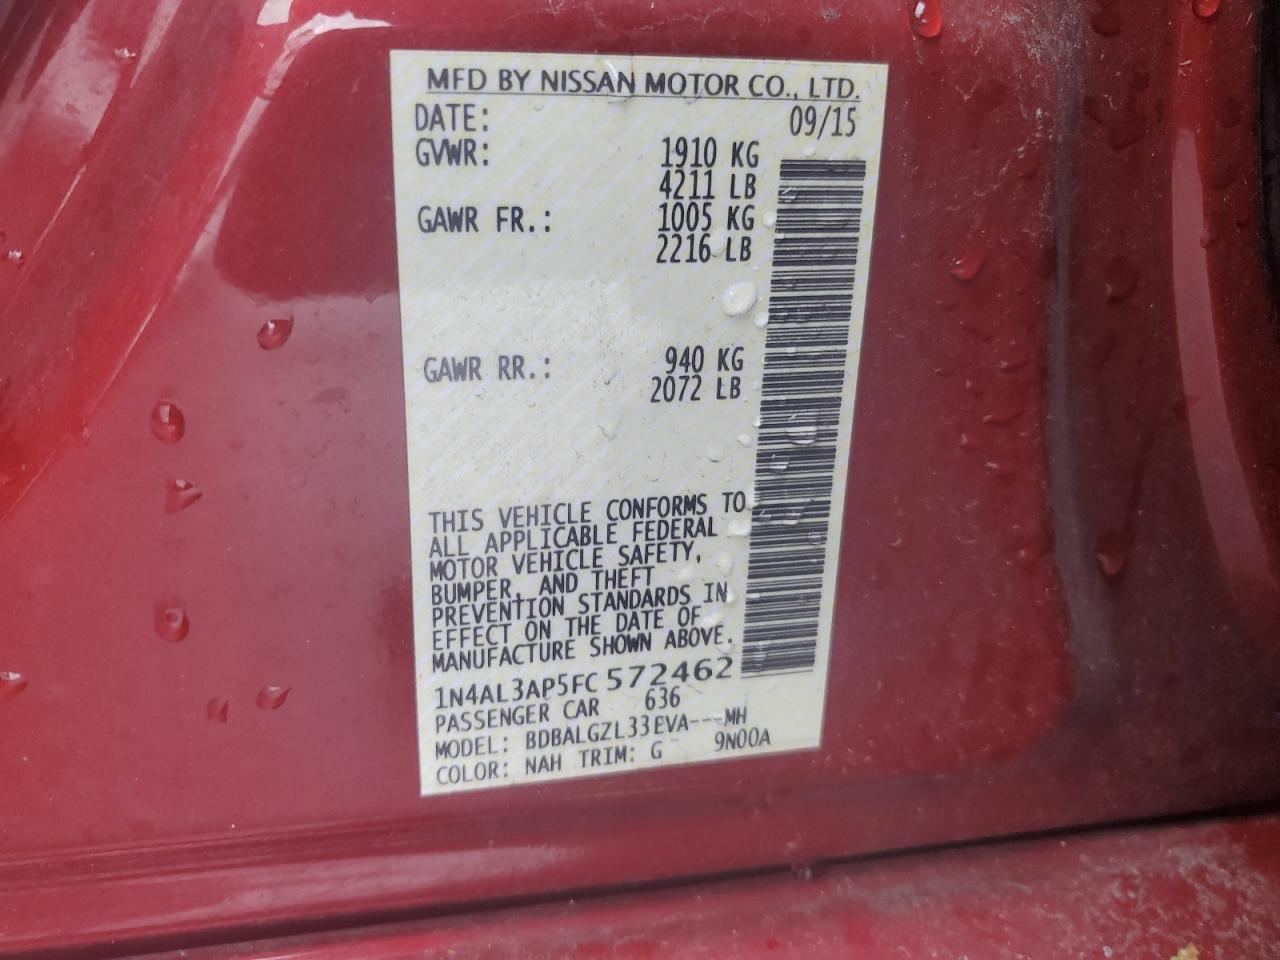 MFD BY NISSAN MOTOR CO., LTD.
DATE: 09/15
GVWR: 1910 KG
4211 LB
GAWR FR.: 1005 KG
2216 LB
GAWR RR.: 940 KG
2072 LB
THIS VEHICLE CONFORMS TO
ALL APPLICABLE FEDERAL
MOTOR VEHICLE SAFETY,
BUMPER, AND THEFT
PREVENTION STANDARDS IN
EFFECT ON THE DATE OF
MANUFACTURE SHOWN ABOVE.
1N4AL3AP5FC572462
PASSENGER CAR 636
MODEL: BDBALGZL33EVA---MH
COLOR: NAH TRIM: G 9N00A